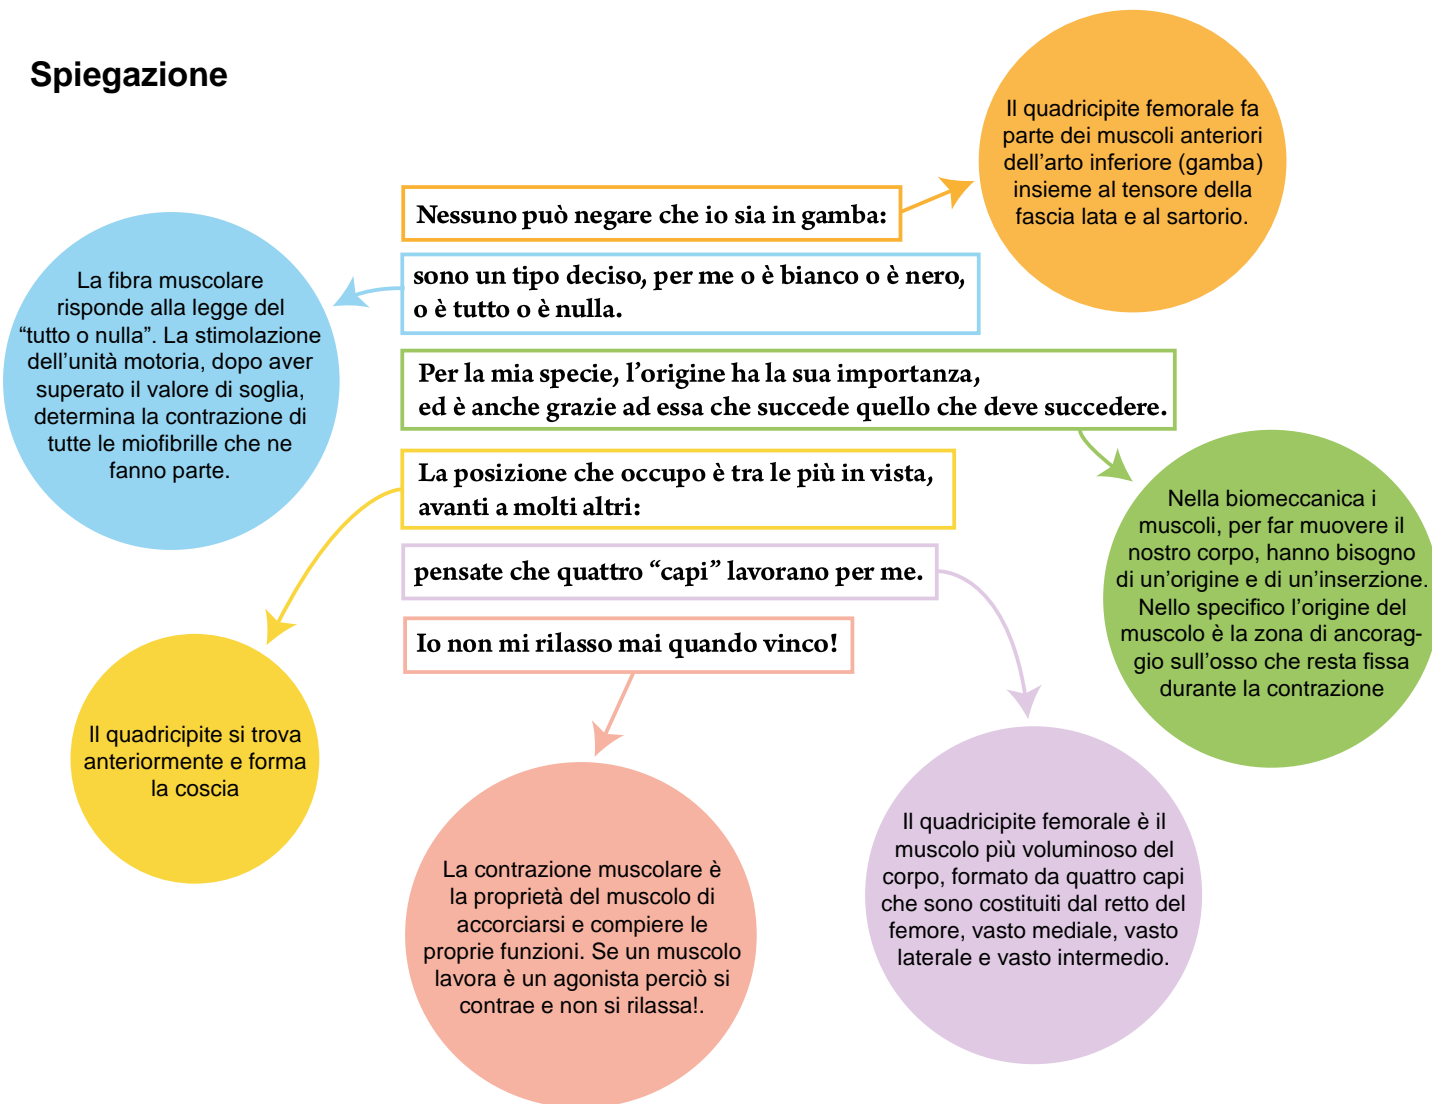 Spiegazione
Il quadricipite femorale fa
parte dei muscoli anteriori
dell’arto inferiore (gamba)
insieme al tensore della
fascia lata e al sartorio.
Nessuno può negare che io sia in gamba:
sono un tipo deciso, per me o è bianco o è nero,
o è tutto o è nulla.
La fibra muscolare
risponde alla legge del
“tutto o nulla”. La stimolazione
dell’unità motoria, dopo aver
superato il valore di soglia,
determina la contrazione di
tutte le miofibrille che ne
fanno parte.
Per la mia specie, l’origine ha la sua importanza,
ed è anche grazie ad essa che succede quello che deve succedere.
Nella biomeccanica i
muscoli, per far muovere il
nostro corpo, hanno bisogno
di un’origine e di un’inserzione.
Nello specifico l’origine del
muscolo è la zona di ancorag-
gio sull’osso che resta fissa
durante la contrazione
La posizione che occupo è tra le più in vista,
avanti a molti altri:
Il quadricipite si trova
anteriormente e forma
la coscia
pensate che quattro “capi” lavorano per me.
Il quadricipite femorale è il
muscolo più voluminoso del
corpo, formato da quattro capi
che sono costituiti dal retto del
femore, vasto mediale, vasto
laterale e vasto intermedio.
Io non mi rilasso mai quando vinco!
La contrazione muscolare è
la proprietà del muscolo di
accorciarsi e compiere le
proprie funzioni. Se un muscolo
lavora è un agonista perciò si
contrae e non si rilassa!.